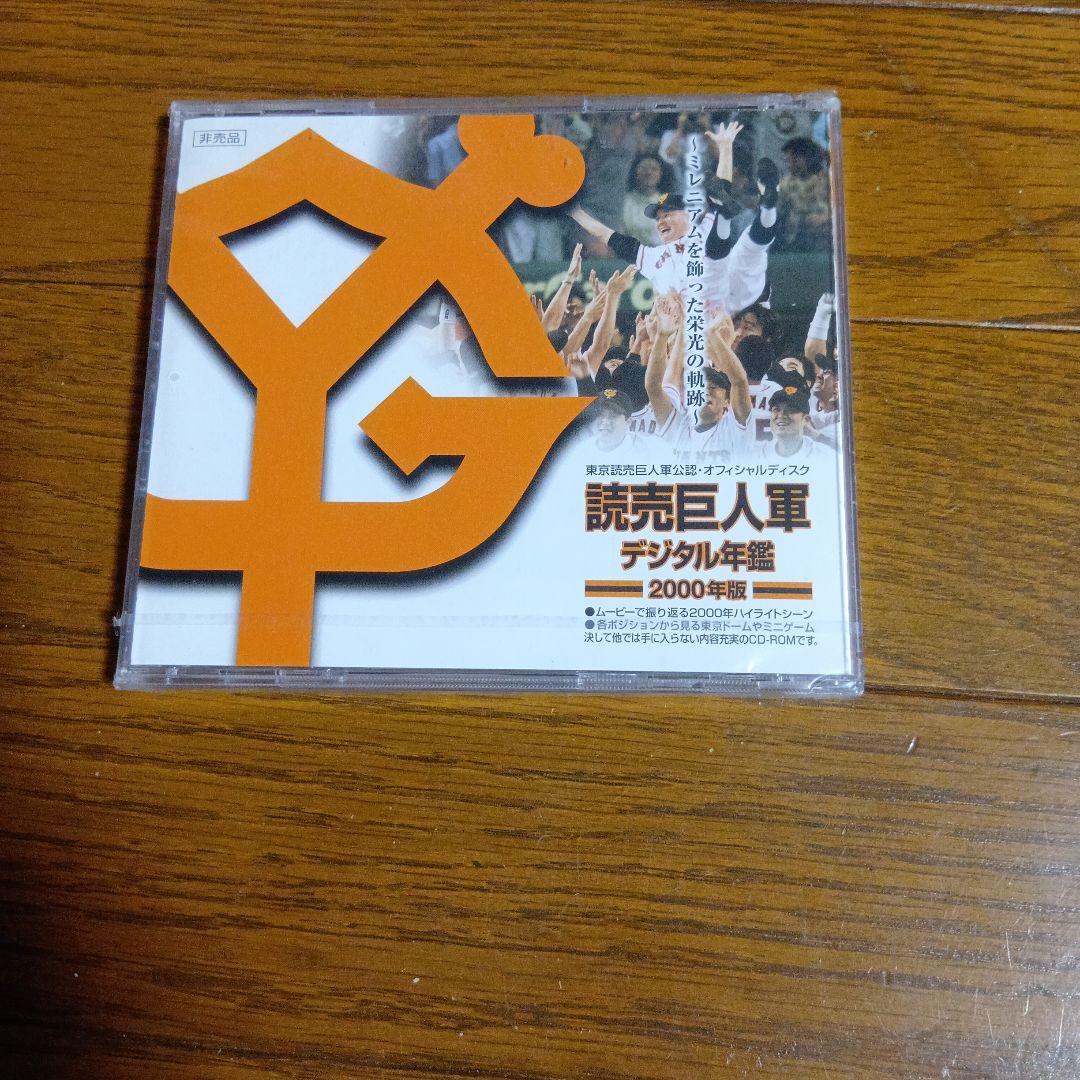 非売品
～ミレニアムを飾った栄光の軌跡～
東京読売巨人軍公認・オフィシャルディスク
読売巨人軍
デジタル年鑑
2000年版
●ムービーで振り返る2000年ハイライトシーン
●各ポジションから見る東京ドームやミニゲーム
決して他では手に入らない内容充実のCD-ROMです。